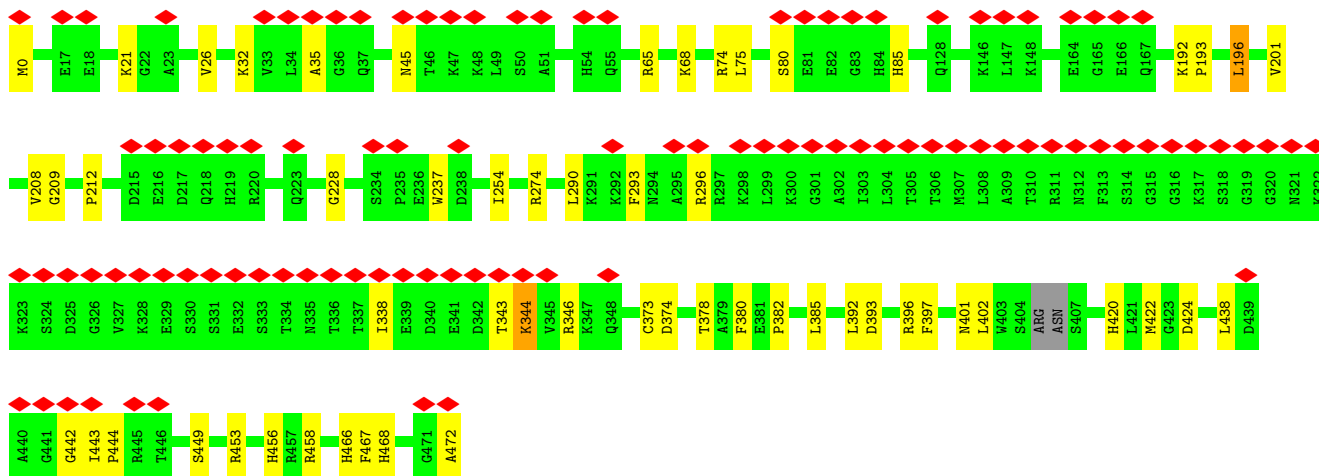 M0 E17 E18 K21 G22 A23 V26 K32 V33 L34 A35 G36 Q37 N45 T46 K47 K48 L49 S50 A51 H54 Q55 R65 K68 R74 L75 S80 E81 E82 G83 H84 H85 Q128 K146 L147 K148 E164 G165 E166 Q167 K192 P193 L196 V201
V208 G209 P212 D215 E216 D217 Q218 H219 R220 Q223 G228 S234 P235 E236 W237 D238 I254 R274 L290 K291 K292 F293 N294 A295 R296 R297 K298 L299 K300 G301 A302 I303 L304 T305 T306 M307 L308 A309 T310 R311 N312 F313 S314 G315 G316 K317 S318 G319 G320 N321 K322
K323 S324 D325 G326 V327 K328 E329 S330 S331 E332 S333 T334 N335 T336 T337 I338 E339 D340 E341 D342 T343 K344 V345 R346 K347 Q348 C373 D374 T378 A379 F380 E381 P382 L385 L392 D393 R396 F397 N401 L402 W403 S404 ARG ASN S407 H420 L421 M422 G423 D424 L438 D439
A440 G441 G442 I443 P444 R445 T446 S449 R453 H456 R457 R458 H466 F467 H468 G471 A472